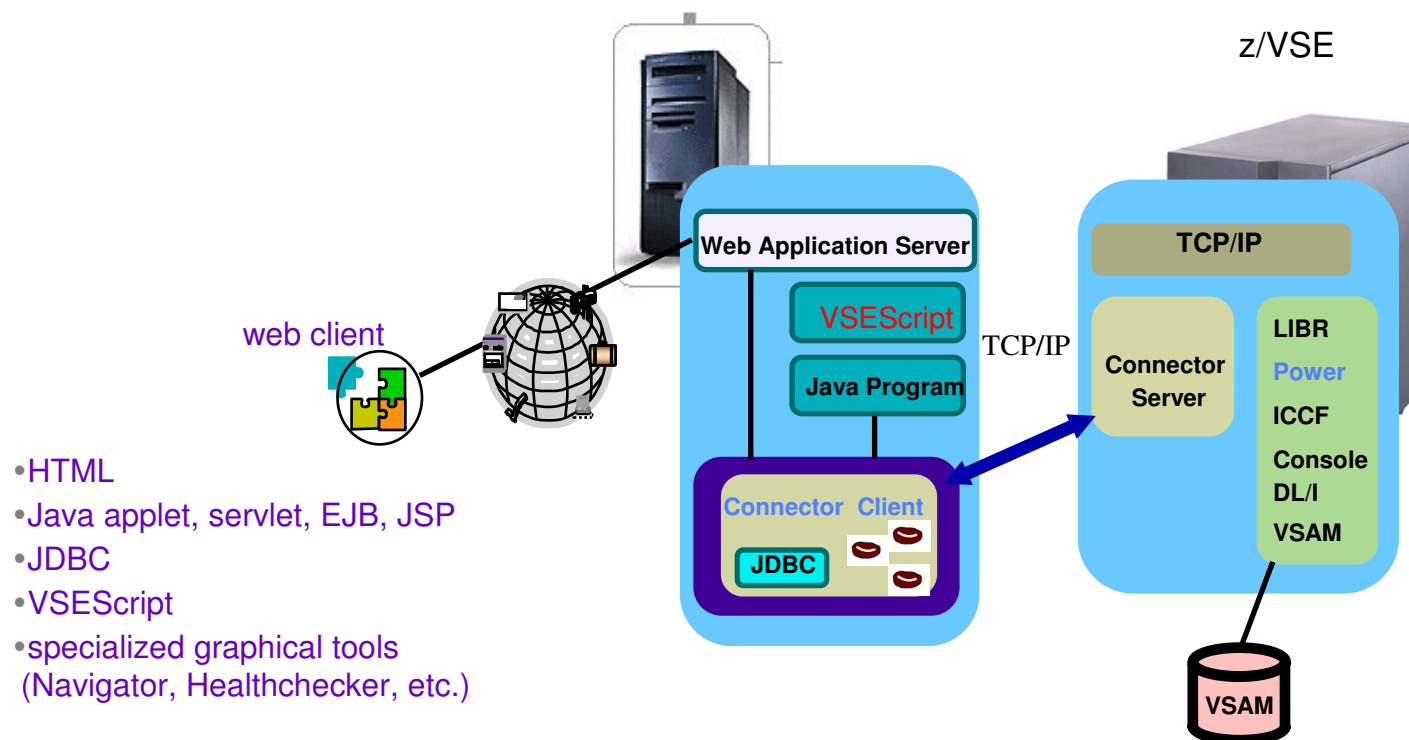 z/VSE
Web Application Server
TCP/IP
VSEScript
TCP/IP
web client
Java Program
Connector
Server
LIBR
Power
ICCF
Console
DL/I
VSAM
•HTML
•Java applet, servlet, EJB, JSP
•JDBC
•VSEScript
•specialized graphical tools
(Navigator, Healthchecker, etc.)
Connector Client
JDBC
VSAM